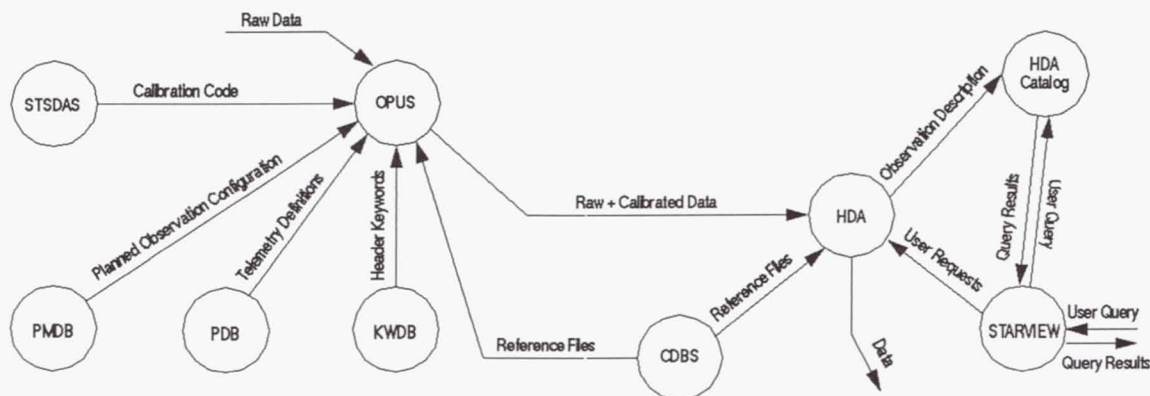 Raw Data
STSDAS
Calibration Code
OPUS
HDA
Catalog
Observation Description
Planned Observation Configuration
Telemetry Definitions
Header Keywords
Raw + Calibrated Data
HDA
Query Results
User Query
User Requests
Reference Files
PMDB
PDB
KWDB
Reference Files
CDBS
Data
STARVIEW
User Query
Query Results